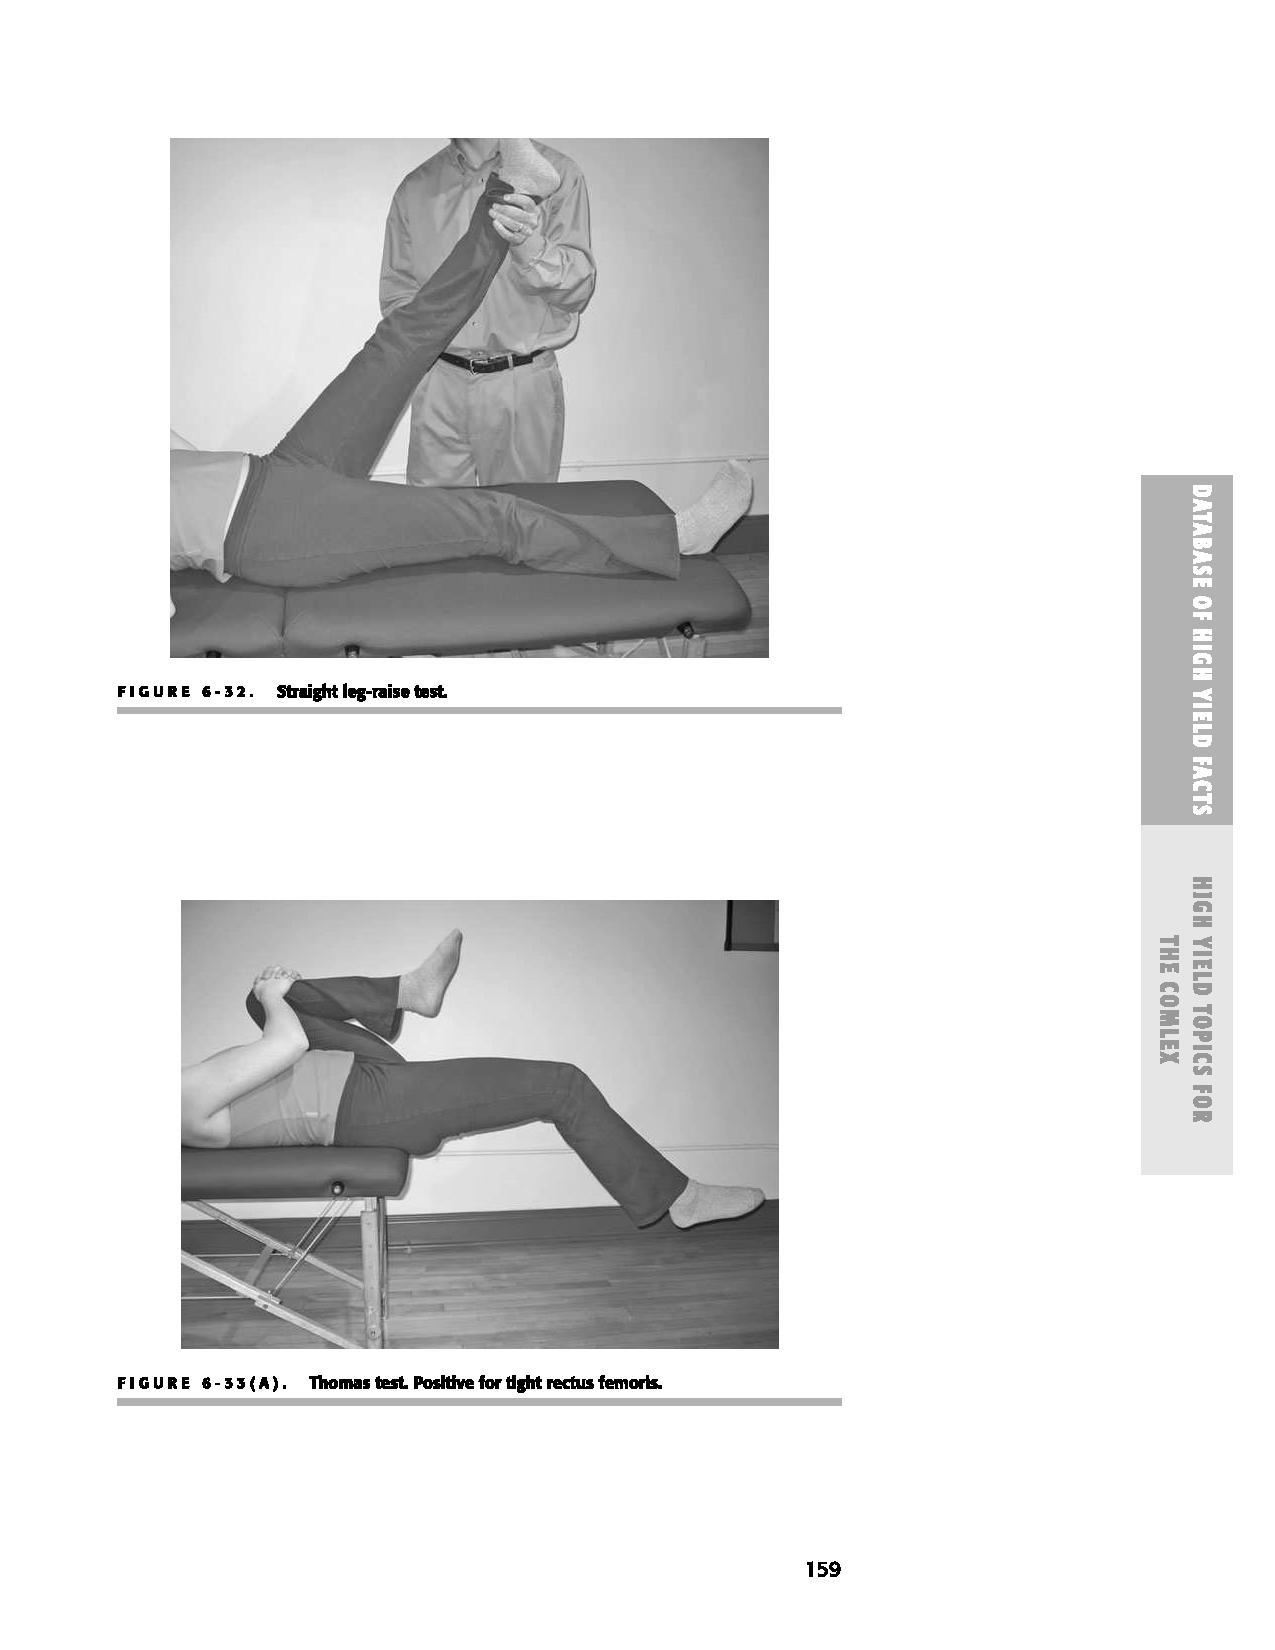 FIGURE 6-32. Straight leg-raise test.
FIGURE 6-33(A). Thomas test. Positive for tight rectus femoris.
159
DATABASE OF HIGH YIELD FACTS
HIGH YIELD TOPICS FOR
THE COMLEX